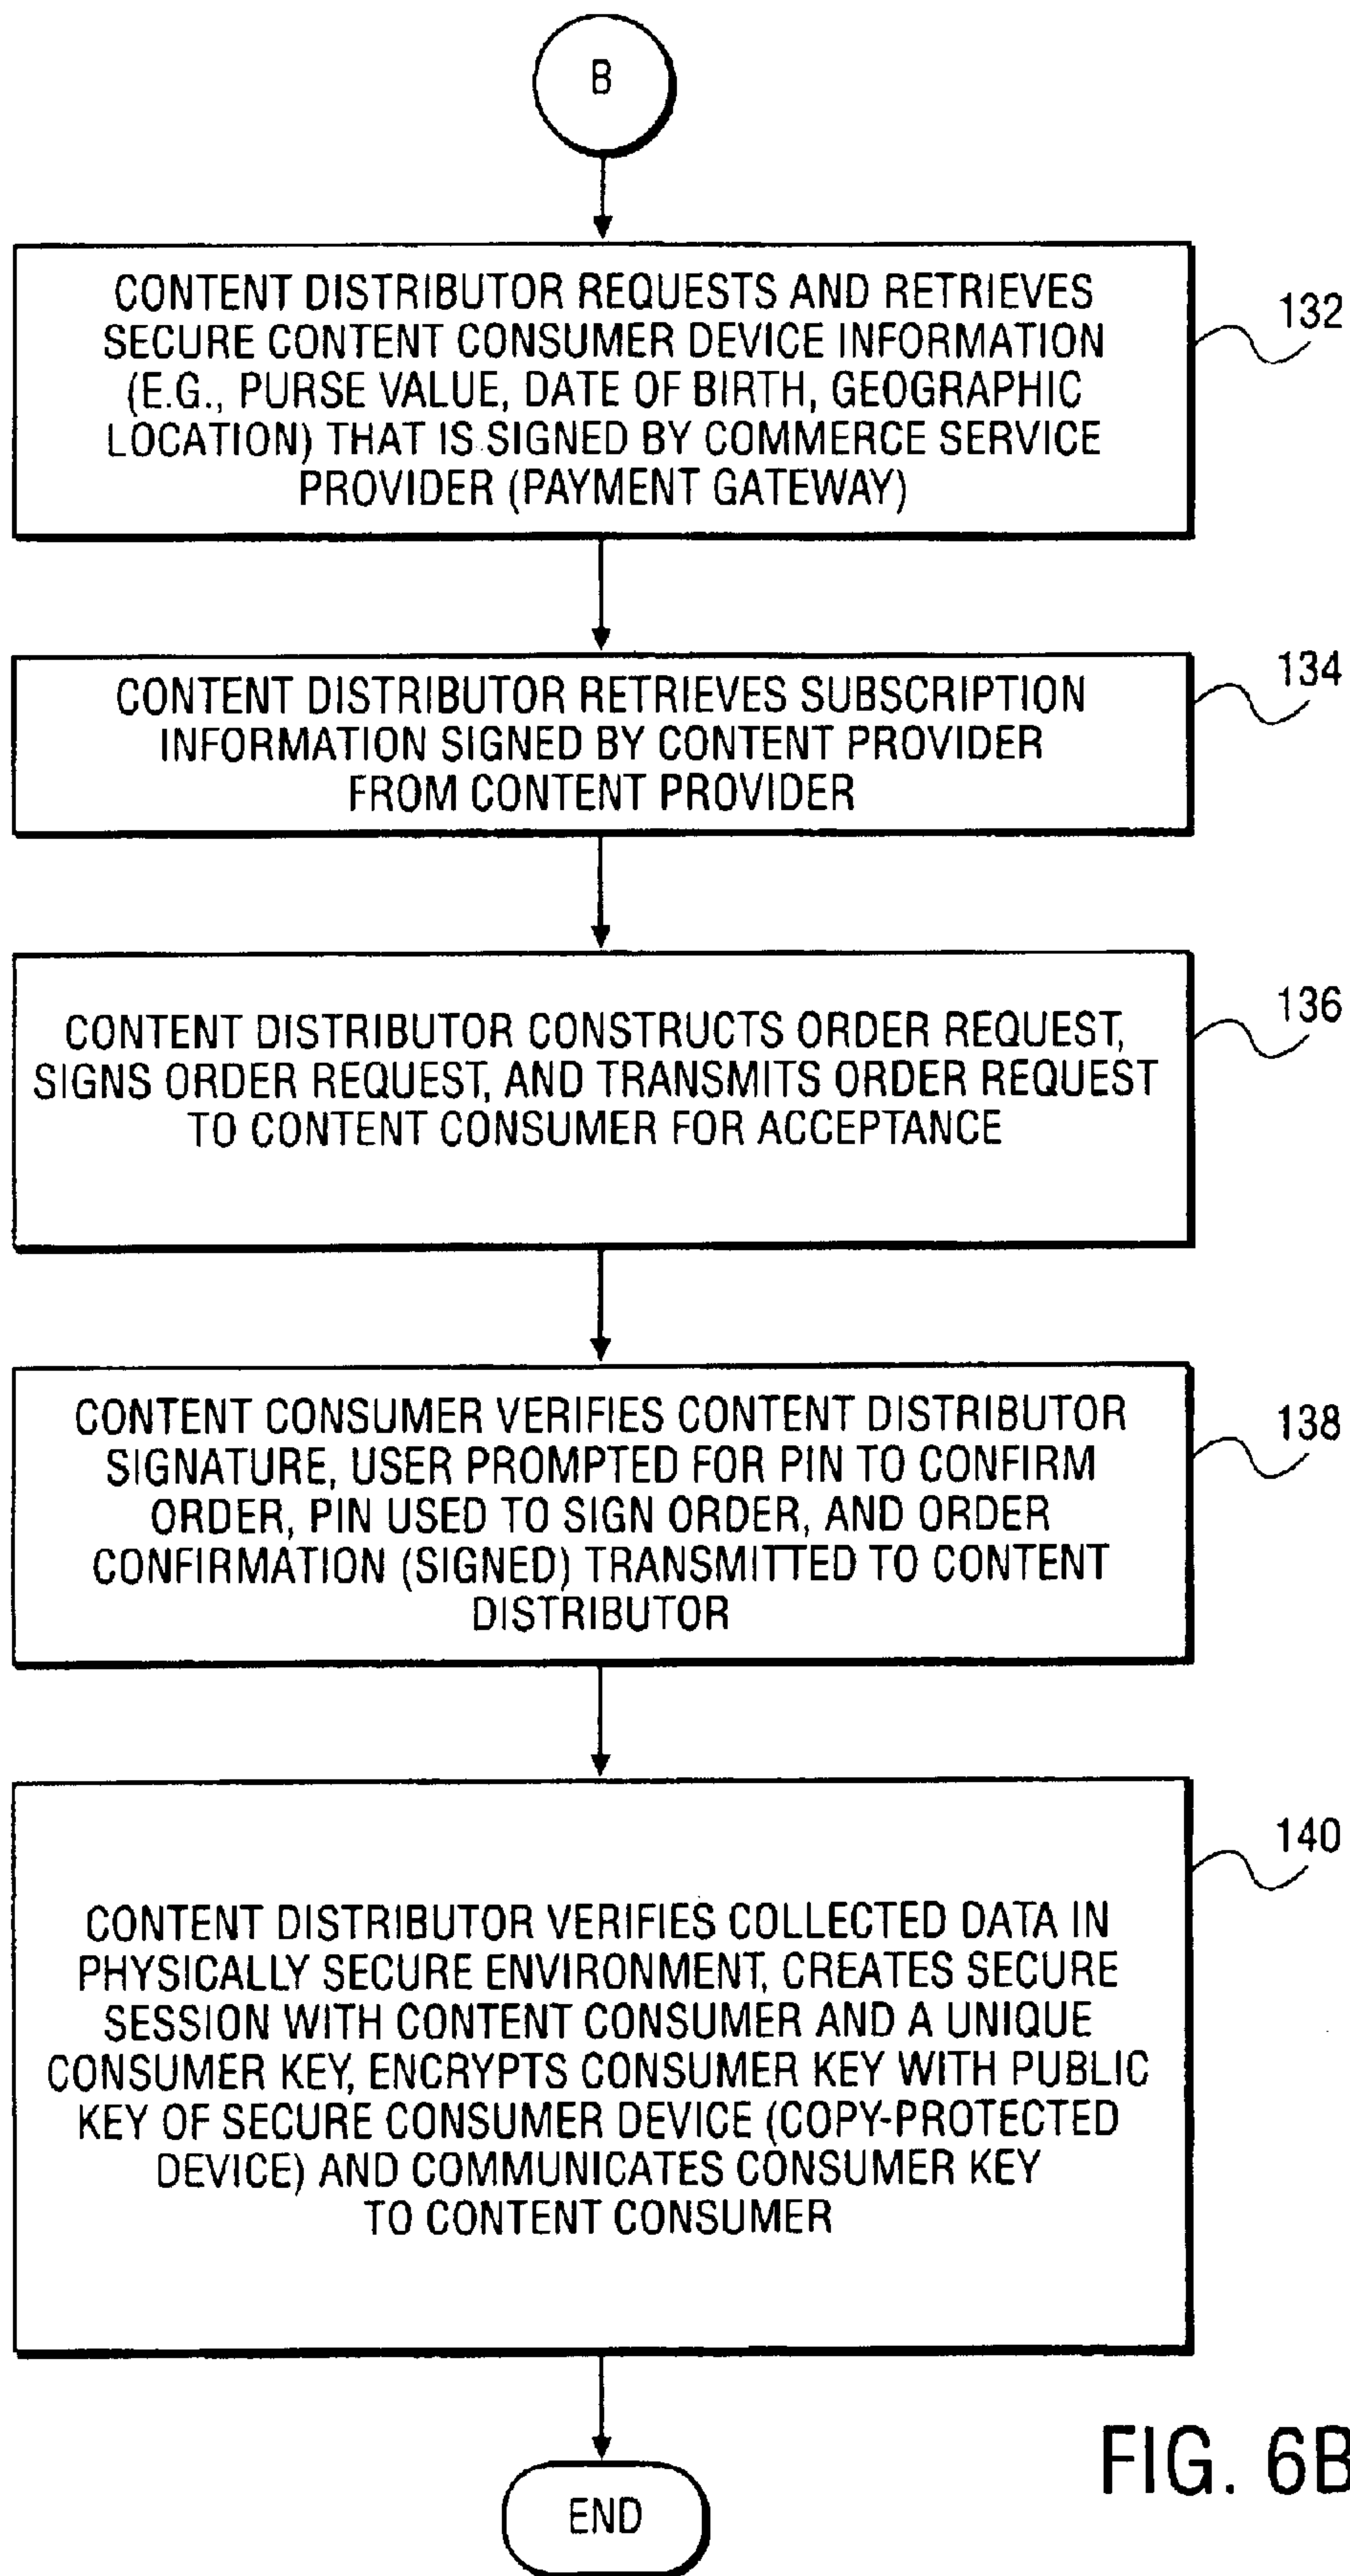 B
CONTENT DISTRIBUTOR REQUESTS AND RETRIEVES
SECURE CONTENT CONSUMER DEVICE INFORMATION
(E.G., PURSE VALUE, DATE OF BIRTH, GEOGRAPHIC
LOCATION) THAT IS SIGNED BY COMMERCE SERVICE
PROVIDER (PAYMENT GATEWAY)
132
CONTENT DISTRIBUTOR RETRIEVES SUBSCRIPTION
INFORMATION SIGNED BY CONTENT PROVIDER
FROM CONTENT PROVIDER
134
CONTENT DISTRIBUTOR CONSTRUCTS ORDER REQUEST,
SIGNS ORDER REQUEST, AND TRANSMITS ORDER REQUEST
TO CONTENT CONSUMER FOR ACCEPTANCE
136
CONTENT CONSUMER VERIFIES CONTENT DISTRIBUTOR
SIGNATURE, USER PROMPTED FOR PIN TO CONFIRM
ORDER, PIN USED TO SIGN ORDER, AND ORDER
CONFIRMATION (SIGNED) TRANSMITTED TO CONTENT
DISTRIBUTOR
138
CONTENT DISTRIBUTOR VERIFIES COLLECTED DATA IN
PHYSICALLY SECURE ENVIRONMENT, CREATES SECURE
SESSION WITH CONTENT CONSUMER AND A UNIQUE
CONSUMER KEY, ENCRYPTS CONSUMER KEY WITH PUBLIC
KEY OF SECURE CONSUMER DEVICE (COPY-PROTECTED
DEVICE) AND COMMUNICATES CONSUMER KEY
TO CONTENT CONSUMER
140
END
FIG. 6B